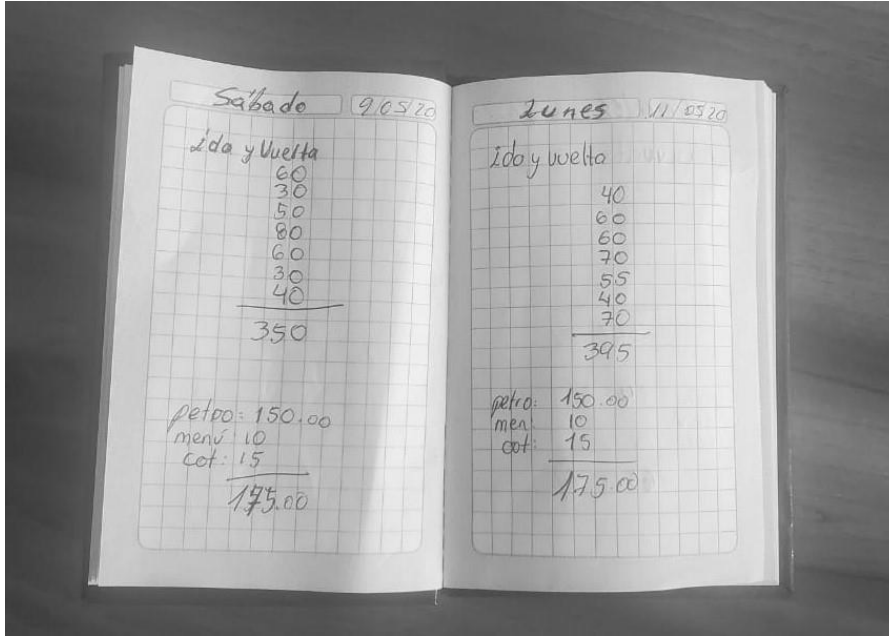 Sábado 9/05/20
ida y Vuelta
60
30
50
80
60
30
40
350
petro: 150.00
menú 10
cot: 15
175.00
Lunes 11/05/20
ida y vuelta
40
60
60
70
55
40
70
395
petro: 150.00
men 10
cot: 15
175.00